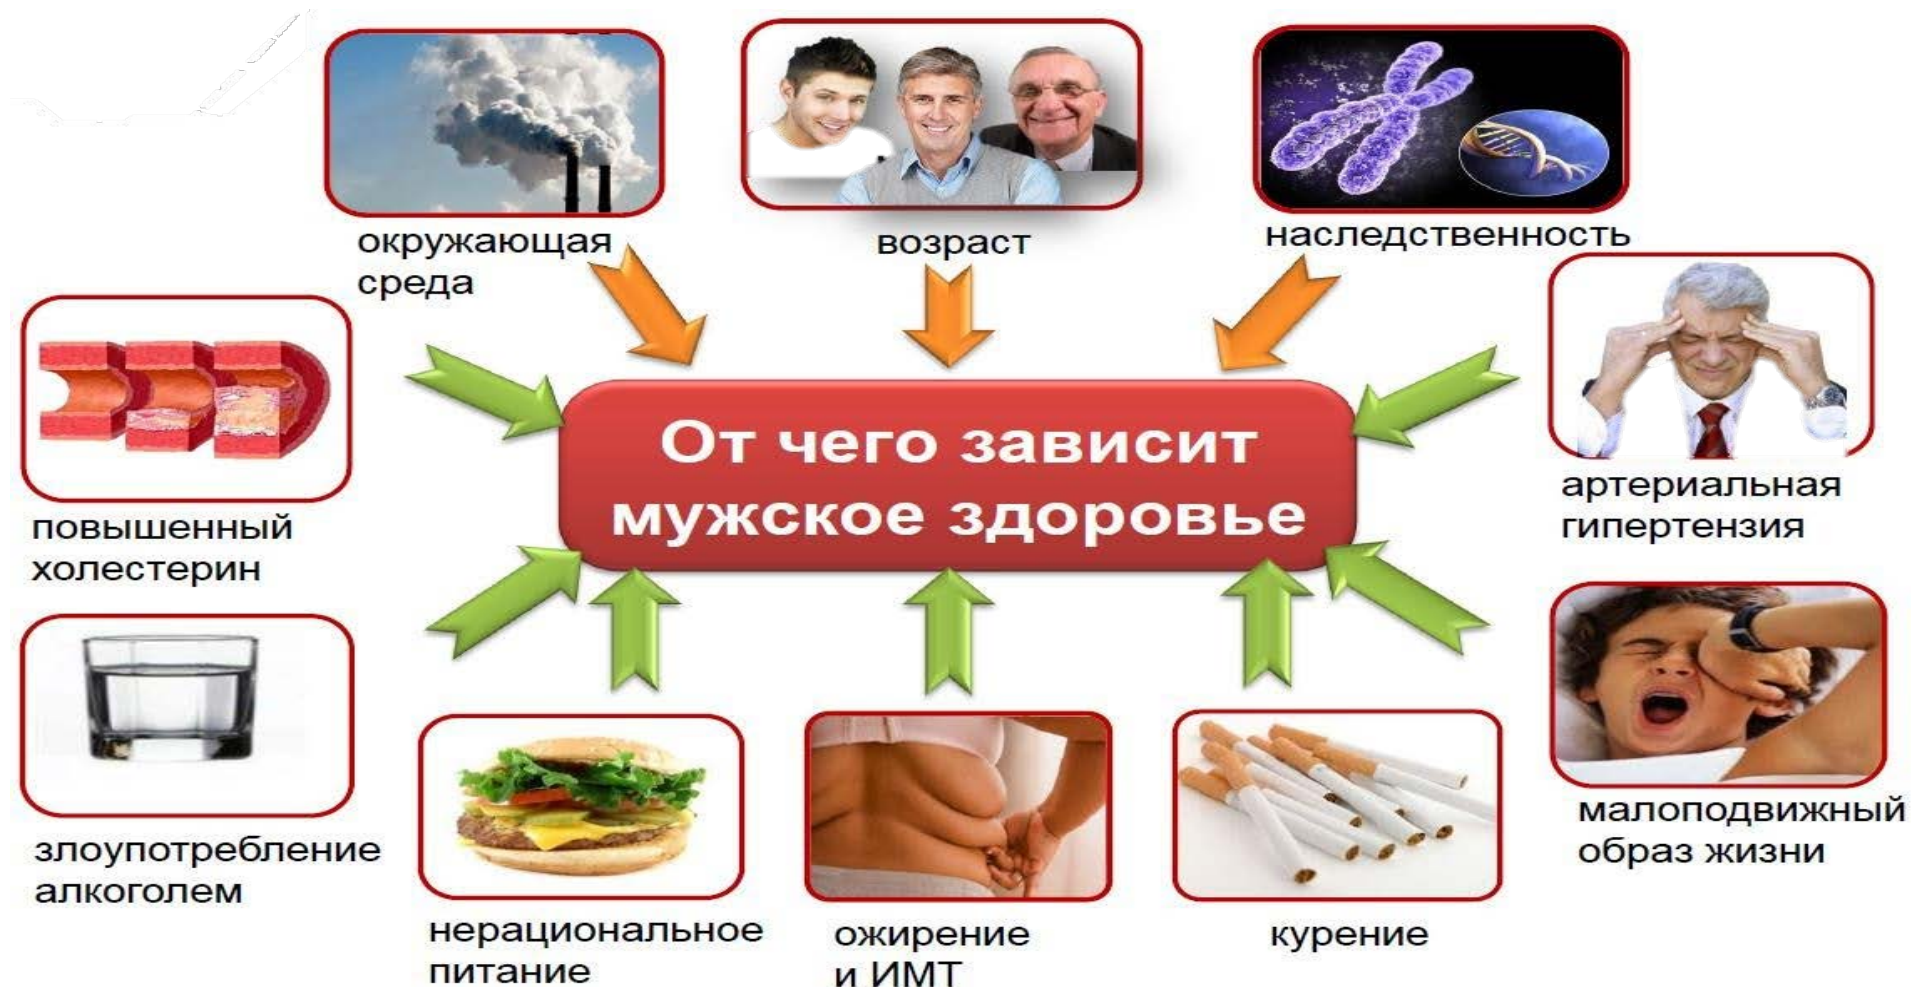 окружающая
среда
возраст
наследственность
От чего зависит
мужское здоровье
повышенный
холестерин
артериальная
гипертензия
злоупотребление
алкоголем
малоподвижный
образ жизни
нерациональное
питание
ожирение
и ИМТ
курение